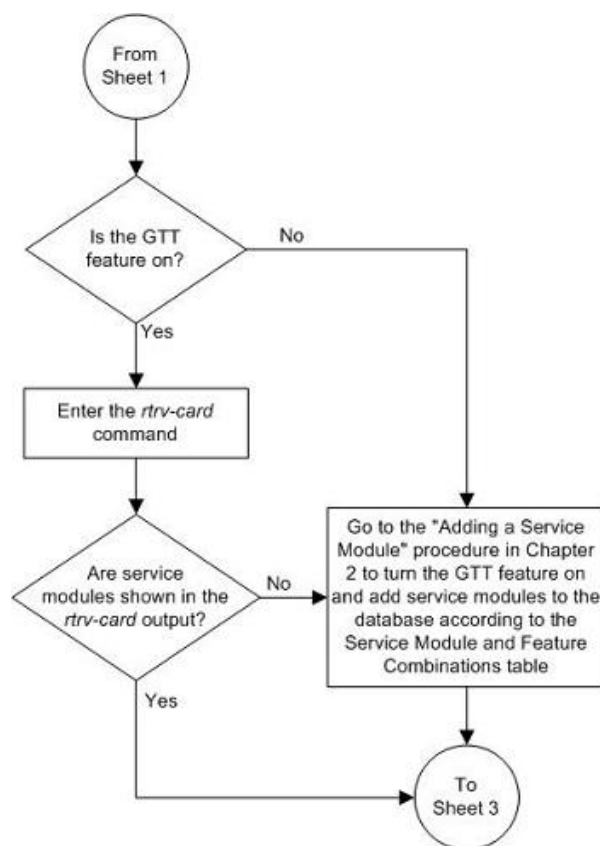 From
Sheet 1
Is the GTT
feature on?
No
Yes
Enter the rtrv-card
command
Are service
modules shown in the
rtrv-card output?
No
Yes
Go to the "Adding a Service
Module" procedure in Chapter
2 to turn the GTT feature on
and add service modules to the
database according to the
Service Module and Feature
Combinations table
To
Sheet 3